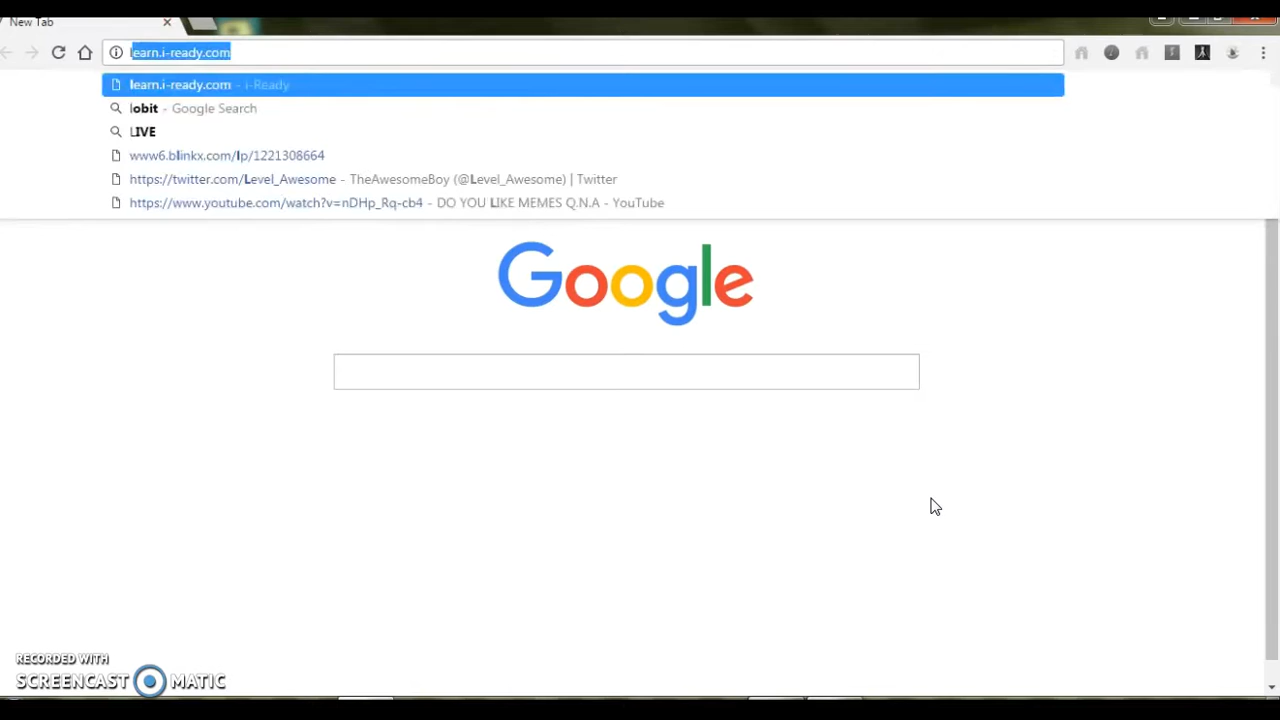 New Tab
learn.i-ready.com
learn.i-ready.com - i-Ready
lobit - Google Search
LIVE
www6.blinkx.com/lp/1221308664
https://twitter.com/Level_Awesome - TheAwesomeBoy (@Level_Awesome) | Twitter
https://www.youtube.com/watch?v=nDHp_Rq-cb4 - DO YOU LIKE MEMES Q.N.A - YouTube
Google
RECORDED WITH
SCREENCAST MATIC